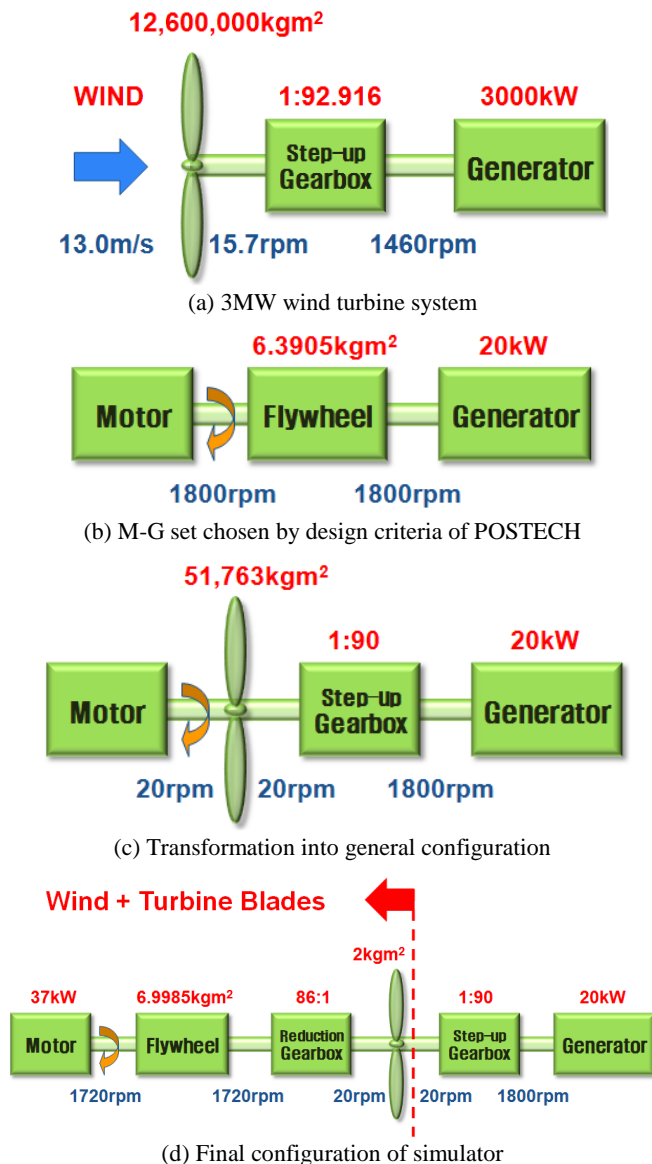 12,600,000kgm²
WIND
1:92.916
3000kW
Step-up
Gearbox
Generator
13.0m/s
15.7rpm
1460rpm
(a) 3MW wind turbine system
6.3905kgm²
20kW
Motor
Flywheel
Generator
1800rpm
1800rpm
(b) M-G set chosen by design criteria of POSTECH
51,763kgm²
1:90
20kW
Motor
Step-up
Gearbox
Generator
20rpm
20rpm
1800rpm
(c) Transformation into general configuration
Wind + Turbine Blades
2kgm²
37kW
6.9985kgm²
86:1
1:90
20kW
Motor
Flywheel
Reduction
Gearbox
Step-up
Gearbox
Generator
1720rpm
1720rpm
20rpm
20rpm
1800rpm
(d) Final configuration of simulator